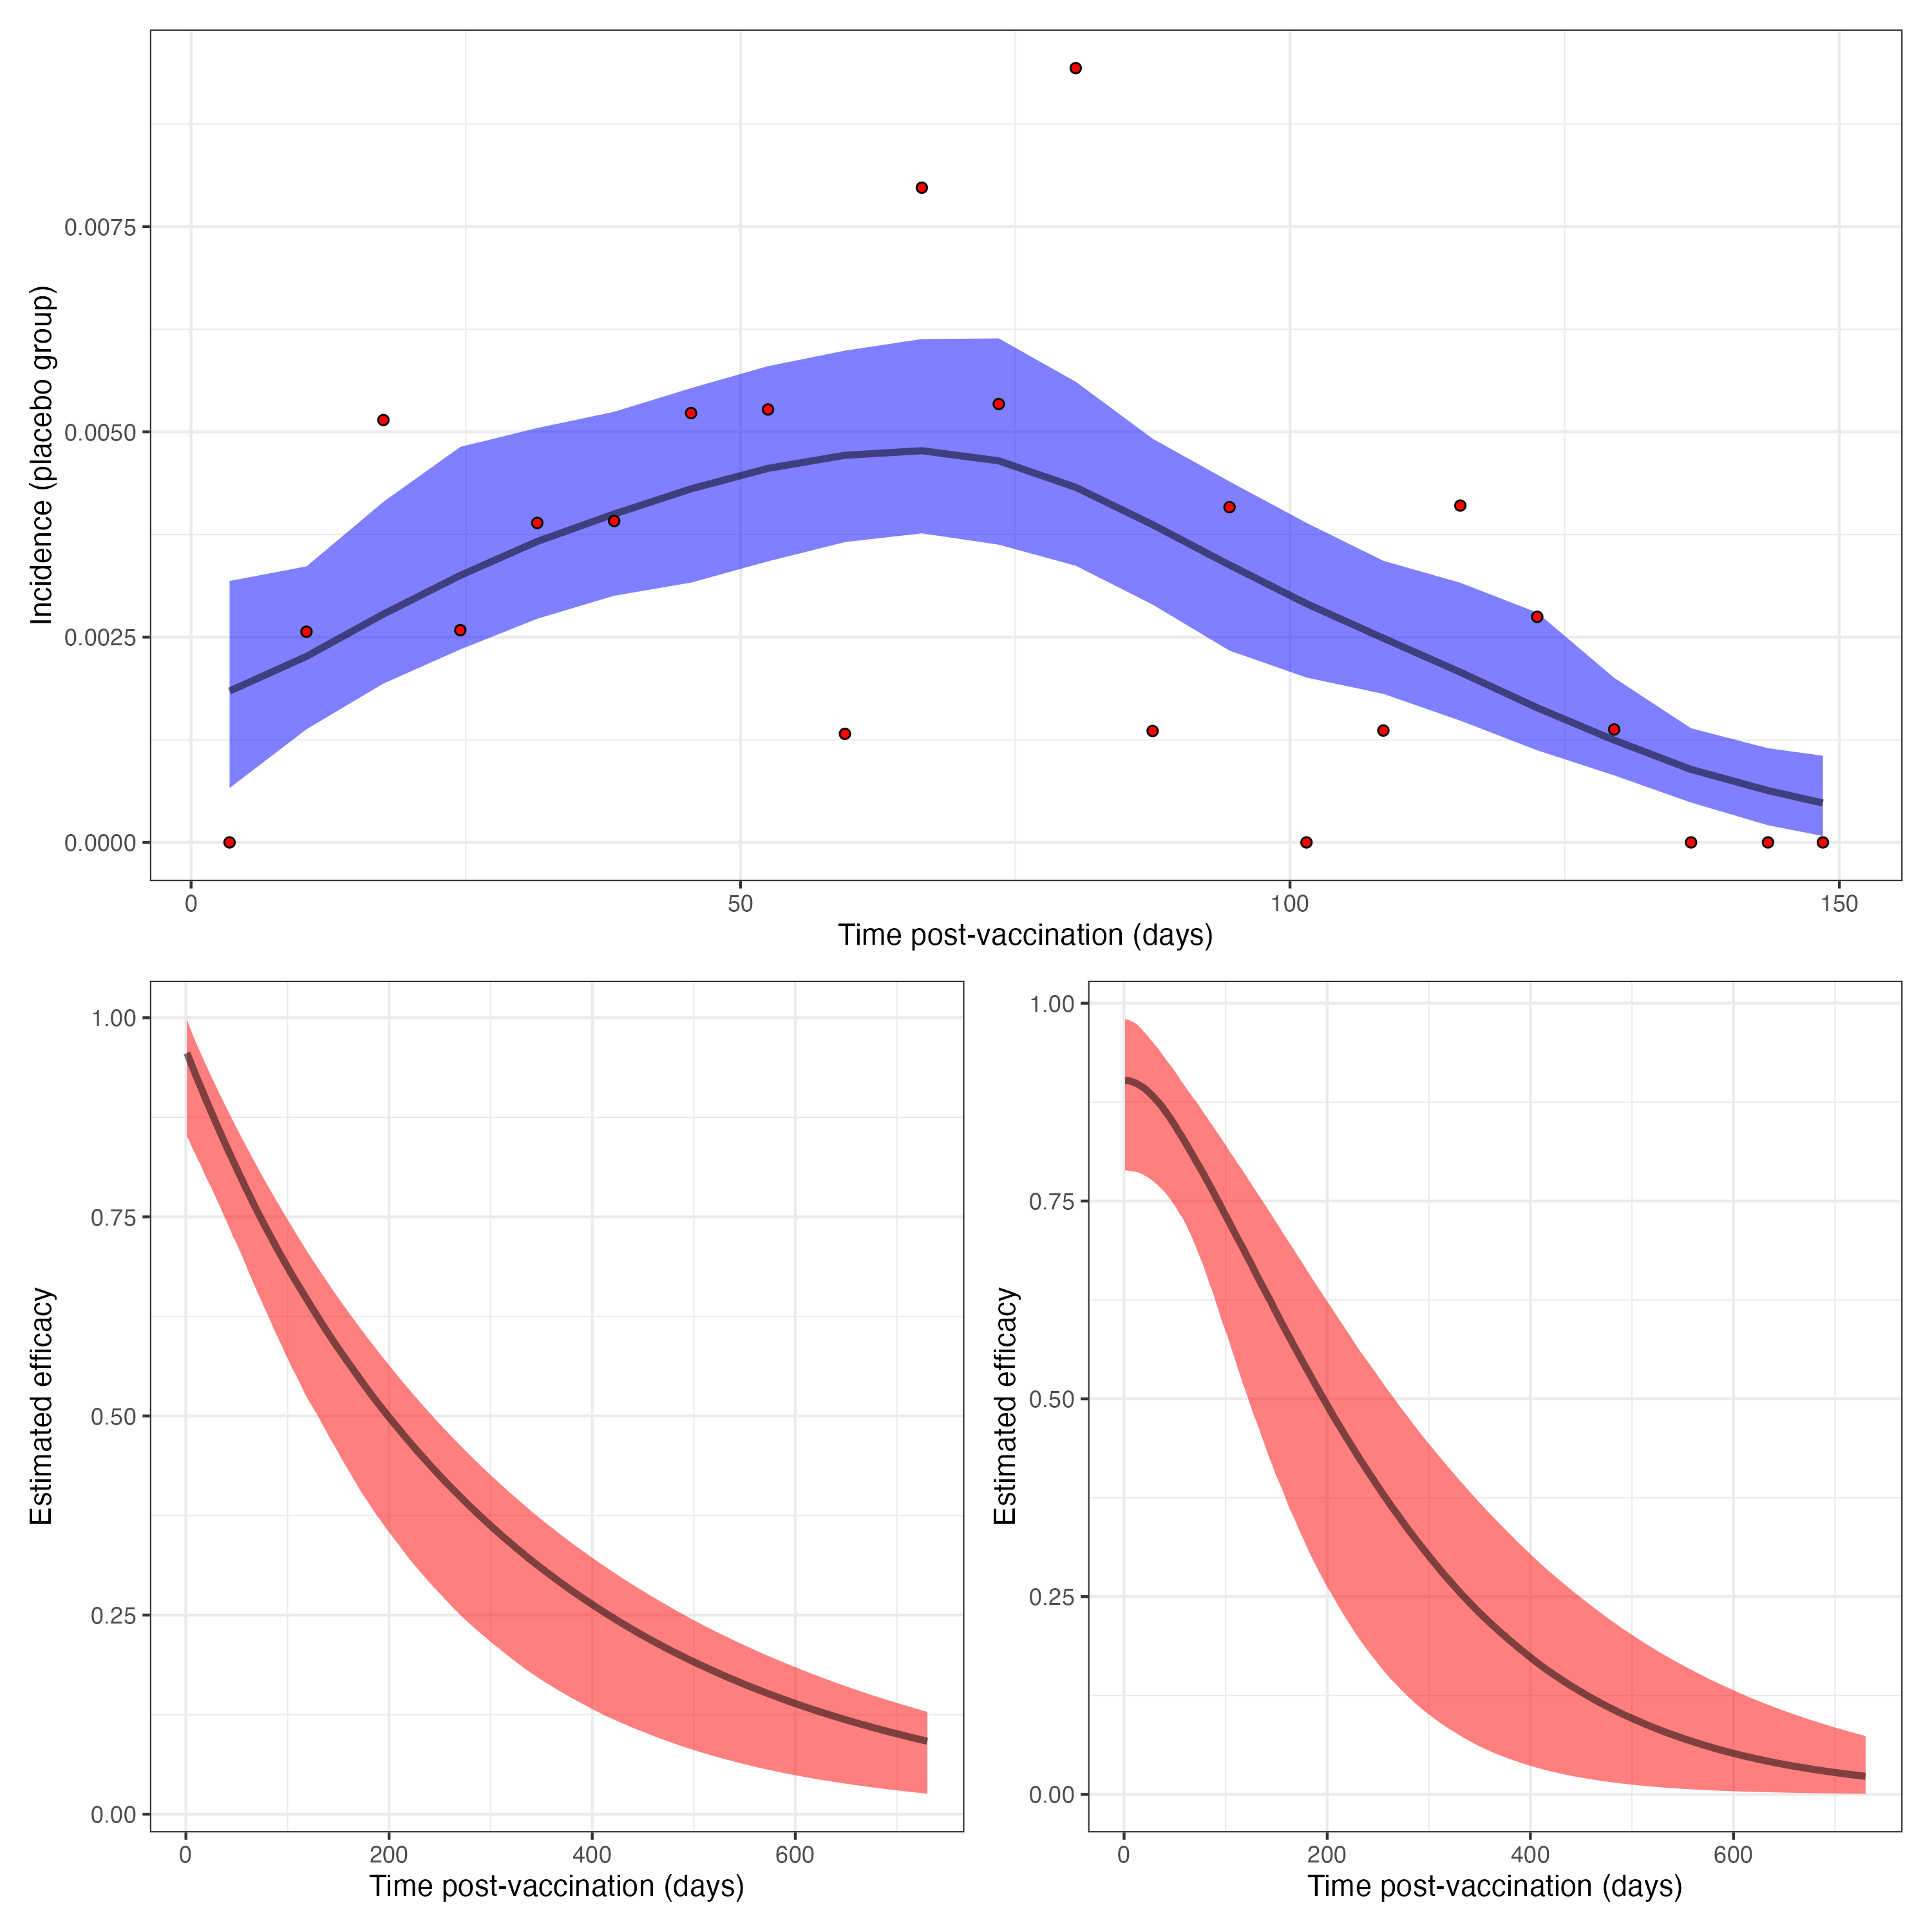 Incidence (placebo group)
0.0075
0.0050
0.0025
0.0000
0 50 100 150
Time post-vaccination (days)
Estimated efficacy
1.00
0.75
0.50
0.25
0.00
0 200 400 600
Time post-vaccination (days)
Estimated efficacy
1.00
0.75
0.50
0.25
0.00
0 200 400 600
Time post-vaccination (days)